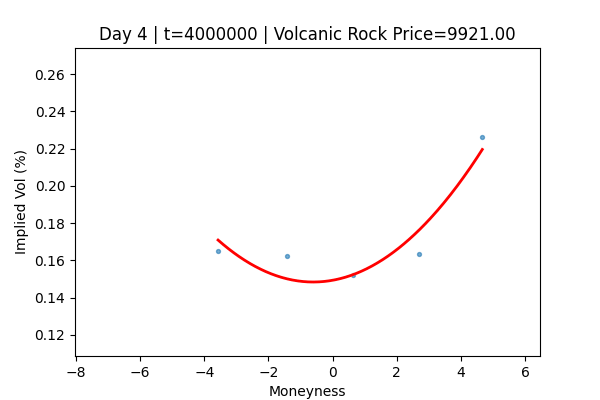 Day 4 | t=4000000 | Volcanic Rock Price=9921.00
0.26
0.24
0.22
0.20
0.18
0.16
0.14
0.12
Implied Vol (%)
−8 −6 −4 −2 0 2 4 6
Moneyness